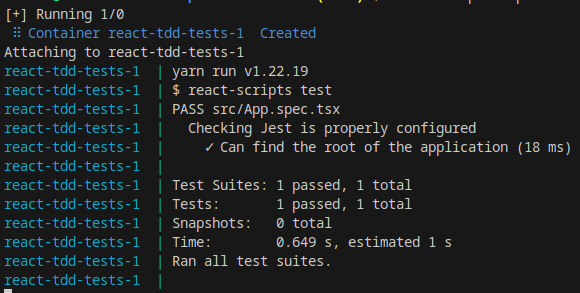 [+] Running 1/0
⠿ Container react-tdd-tests-1  Created
Attaching to react-tdd-tests-1
react-tdd-tests-1  | yarn run v1.22.19
react-tdd-tests-1  | $ react-scripts test
react-tdd-tests-1  | PASS src/App.spec.tsx
react-tdd-tests-1  |   Checking Jest is properly configured
react-tdd-tests-1  |     ✓ Can find the root of the application (18 ms)
react-tdd-tests-1  |
react-tdd-tests-1  | Test Suites: 1 passed, 1 total
react-tdd-tests-1  | Tests:       1 passed, 1 total
react-tdd-tests-1  | Snapshots:   0 total
react-tdd-tests-1  | Time:        0.649 s, estimated 1 s
react-tdd-tests-1  | Ran all test suites.
react-tdd-tests-1  |